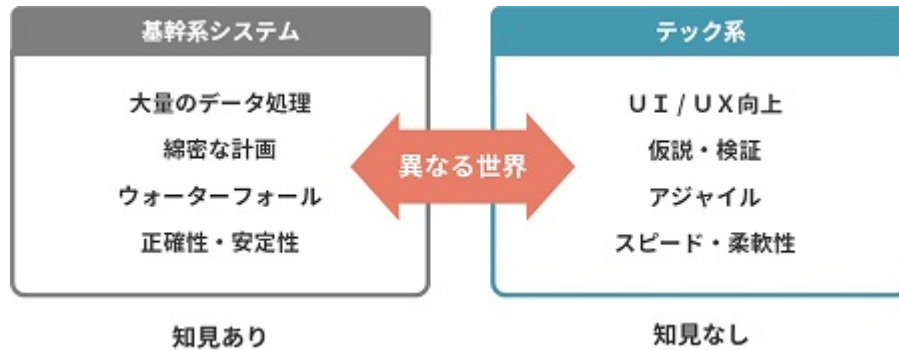 基幹系システム
大量のデータ処理
綿密な計画
ウォーターフォール
正確性・安定性
知見あり
異なる世界
テック系
ＵＩ/ＵＸ向上
仮説・検証
アジャイル
スピード・柔軟性
知見なし